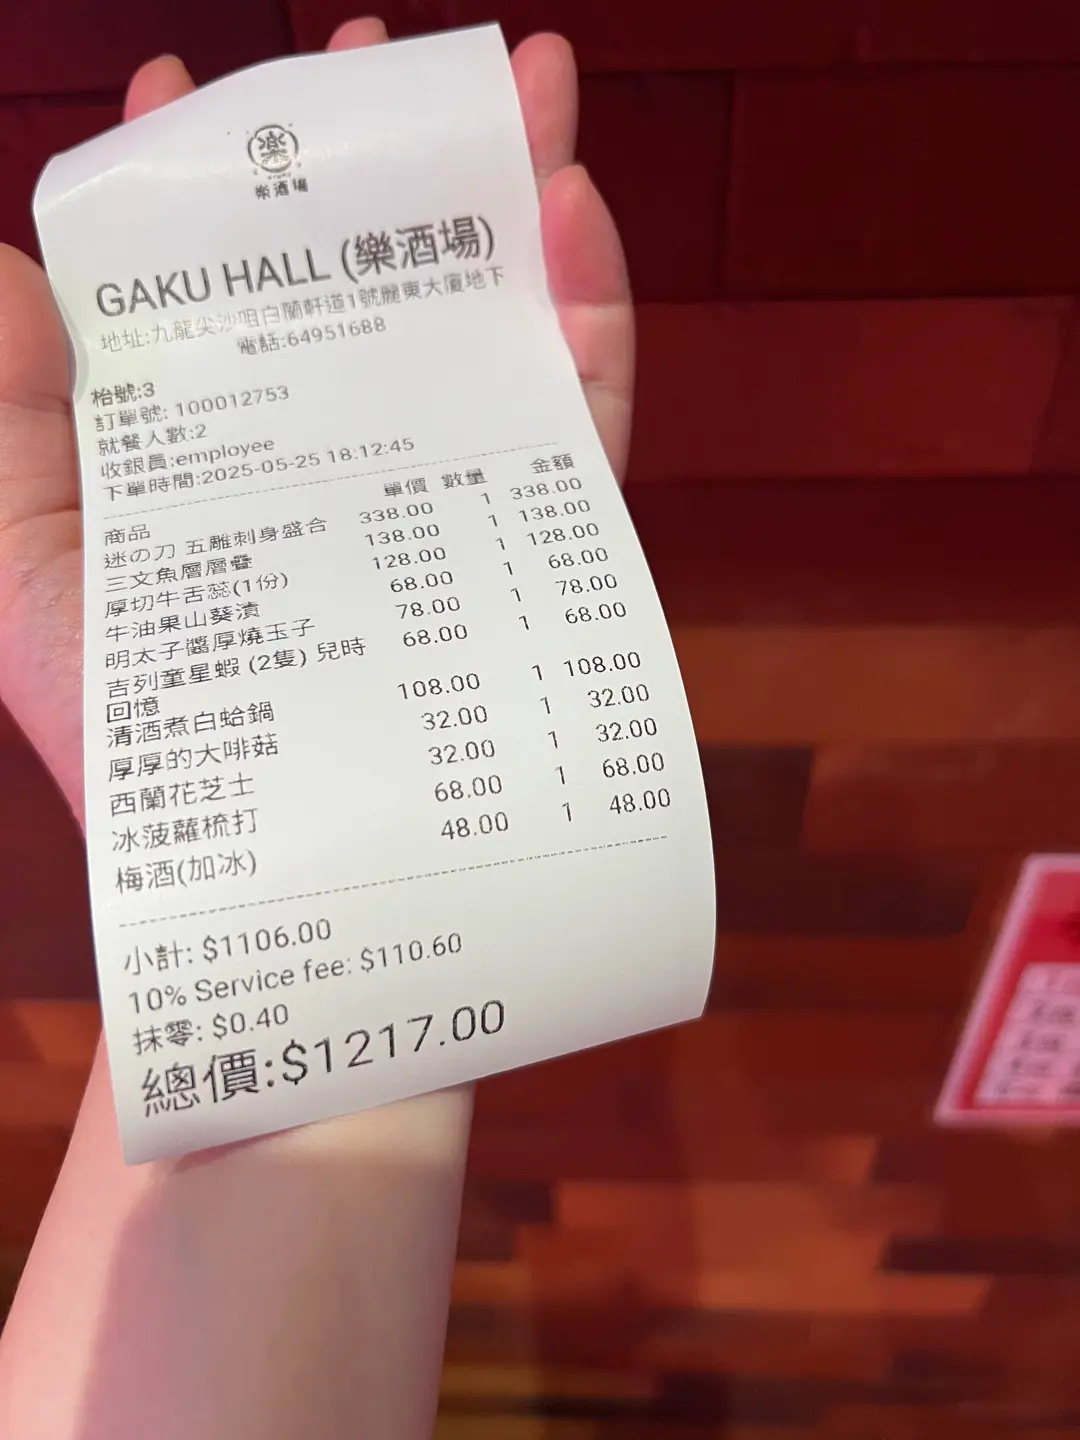 樂酒場
GAKU HALL (樂酒場)
地址:九龍尖沙咀白蘭軒道1號麗東大廈地下
電話:64951688
枱號:3
訂單號: 100012753
就餐人數:2
收銀員:employee
下單時間:2025-05-25 18:12:45
商品 單價 數量 金額
迷の刀 五雕刺身盛合 338.00 1 338.00
三文魚層層疊 138.00 1 138.00
厚切牛舌蕊(1份) 128.00 1 128.00
牛油果山葵漬 68.00 1 68.00
明太子醬厚燒玉子 78.00 1 78.00
吉列童星蝦 (2隻) 兒時 68.00 1 68.00
回憶
清酒煮白蛤鍋 108.00 1 108.00
厚厚的大啡菇 32.00 1 32.00
西蘭花芝士 32.00 1 32.00
冰菠蘿梳打 68.00 1 68.00
梅酒(加冰) 48.00 1 48.00
小計: $1106.00
10% Service fee: $110.60
抹零: $0.40
總價:$1217.00